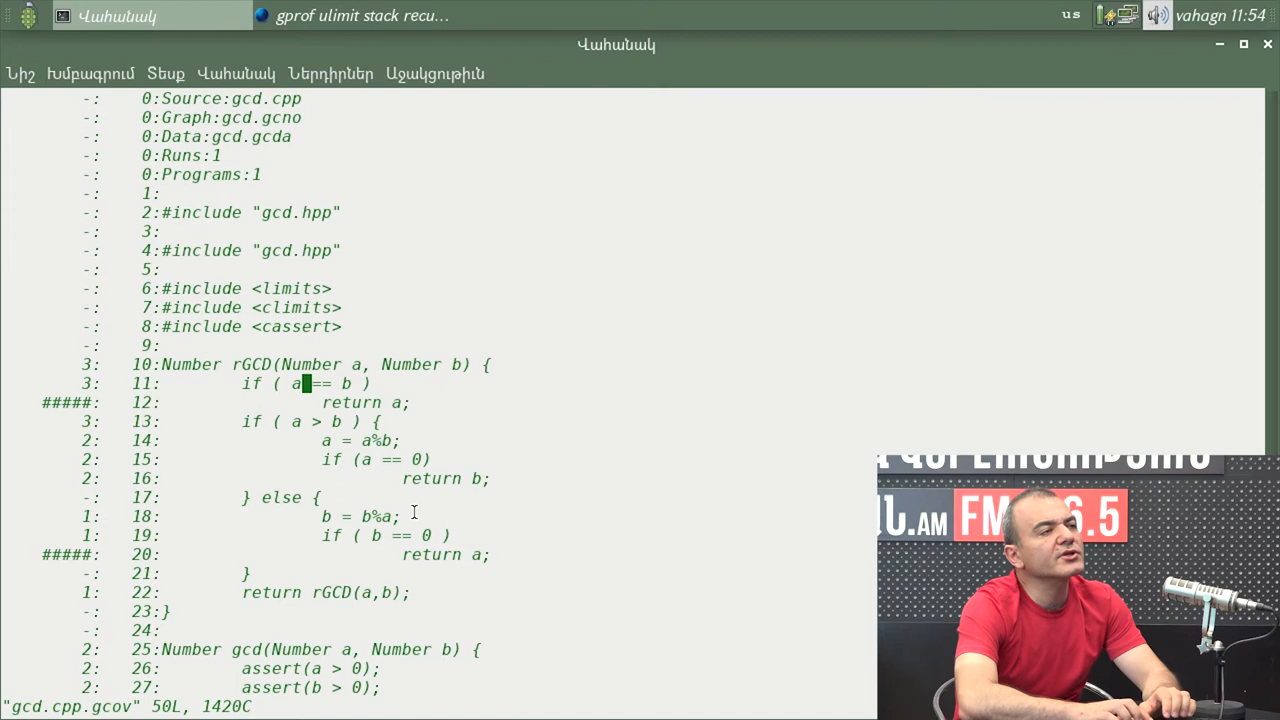 Վահանակ
gprof ulimit stack recu...
us
vahagn 11:54
Վահանակ
Նիշ Խմբագրում Տեսք Վահանակ Ներդիրներ Աջակցութիւն
-: 0:Source:gcd.cpp
-: 0:Graph:gcd.gcno
-: 0:Data:gcd.gcda
-: 0:Runs:1
-: 0:Programs:1
-: 1:
-: 2:#include "gcd.hpp"
-: 3:
-: 4:#include "gcd.hpp"
-: 5:
-: 6:#include <limits>
-: 7:#include <climits>
-: 8:#include <cassert>
-: 9:
3: 10:Number rGCD(Number a, Number b) {
3: 11: if ( a == b )
#####: 12: return a;
3: 13: if ( a > b ) {
2: 14: a = a%b;
2: 15: if (a == 0)
2: 16: return b;
-: 17: } else {
1: 18: b = b%a;
1: 19: if ( b == 0 )
#####: 20: return a;
-: 21: }
1: 22: return rGCD(a,b);
-: 23:}
-: 24:
2: 25:Number gcd(Number a, Number b) {
2: 26: assert(a > 0);
2: 27: assert(b > 0);
"gcd.cpp.gcov" 50L, 1420C
Ն.AM FM 6.5